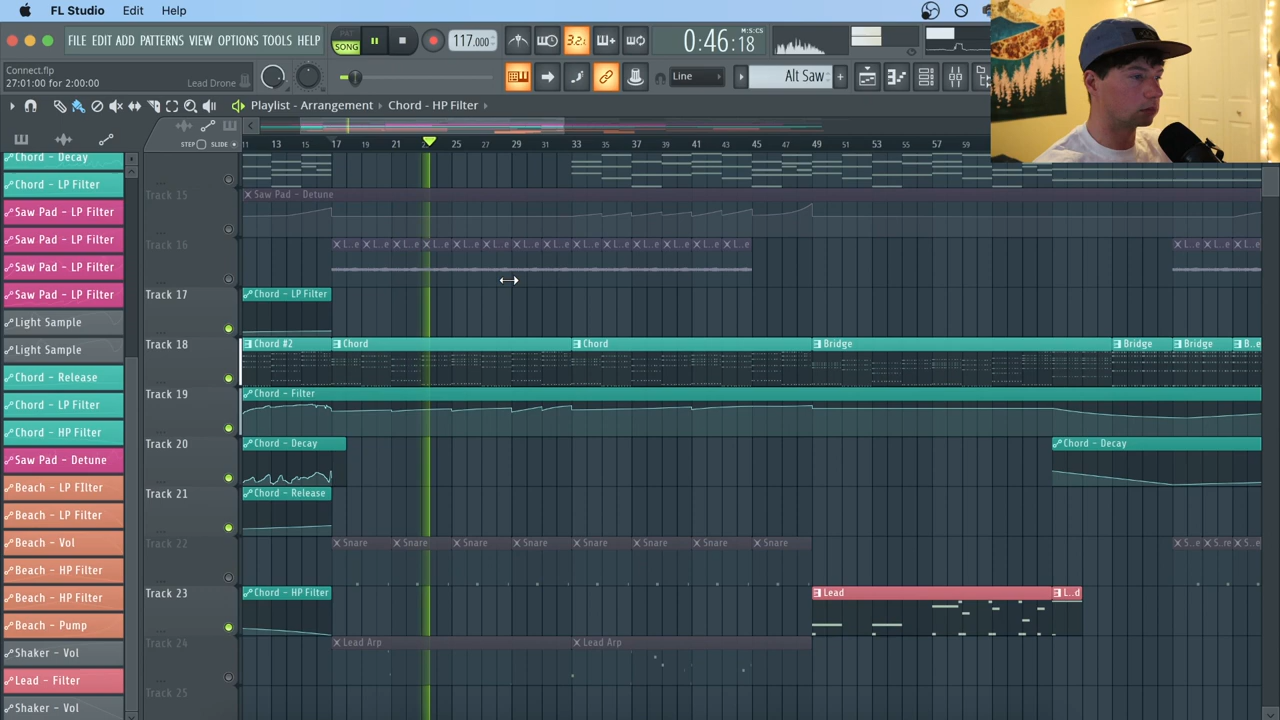 FL Studio Edit Help
FILE EDIT ADD PATTERNS VIEW OPTIONS TOOLS HELP
PAT
SONG
117.000
3.2.
0:46:18
M:S:CS
Connect.flp
27:01:00 for 2:00:00
Lead Drone
Line
Alt Saw
Playlist - Arrangement
Chord - HP Filter
STEP
SLIDE
11 13 15 17 25 27 29 31 33 35 37 39 41 43 45 47 49 51 53 55 57 59
Chord - Decay
Chord - LP Filter
Saw Pad - LP Filter
Saw Pad - LP Filter
Saw Pad - LP Filter
Saw Pad - LP Filter
Light Sample
Light Sample
Chord - Release
Chord - LP Filter
Chord - HP Filter
Saw Pad - Detune
Beach - LP FIlter
Beach - LP Filter
Beach - Vol
Beach - HP Filter
Beach - HP Filter
Beach - Pump
Shaker - Vol
Lead - Filter
Shaker - Vol
Track 15
Saw Pad - Detune
Track 16
L..e L..e L..e L..e L..e L..e L..e L..e L..e L..e L..e L..e L..e L..e L..e L..e L..e
Track 17
Chord - LP Filter
Track 18
Chord #2 Chord Chord Bridge Bridge Bridge B..e
Track 19
Chord - Filter
Track 20
Chord - Decay Chord - Decay
Track 21
Chord - Release
Track 22
Snare Snare Snare Snare Snare Snare Snare Snare S..e S..re S..e
Track 23
Chord - HP Filter Lead L..d
Track 24
Lead Arp Lead Arp
Track 25